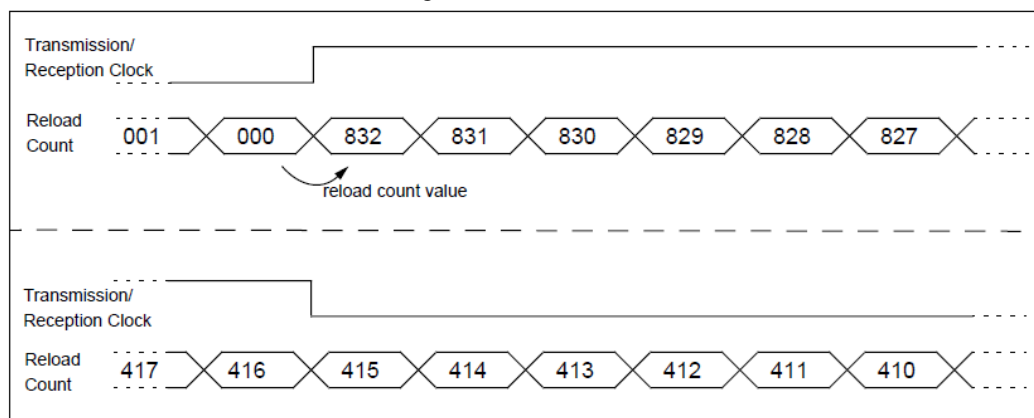 Transmission/
Reception Clock
Reload
Count
001 000 832 831 830 829 828 827
reload count value
Transmission/
Reception Clock
Reload
Count
417 416 415 414 413 412 411 410